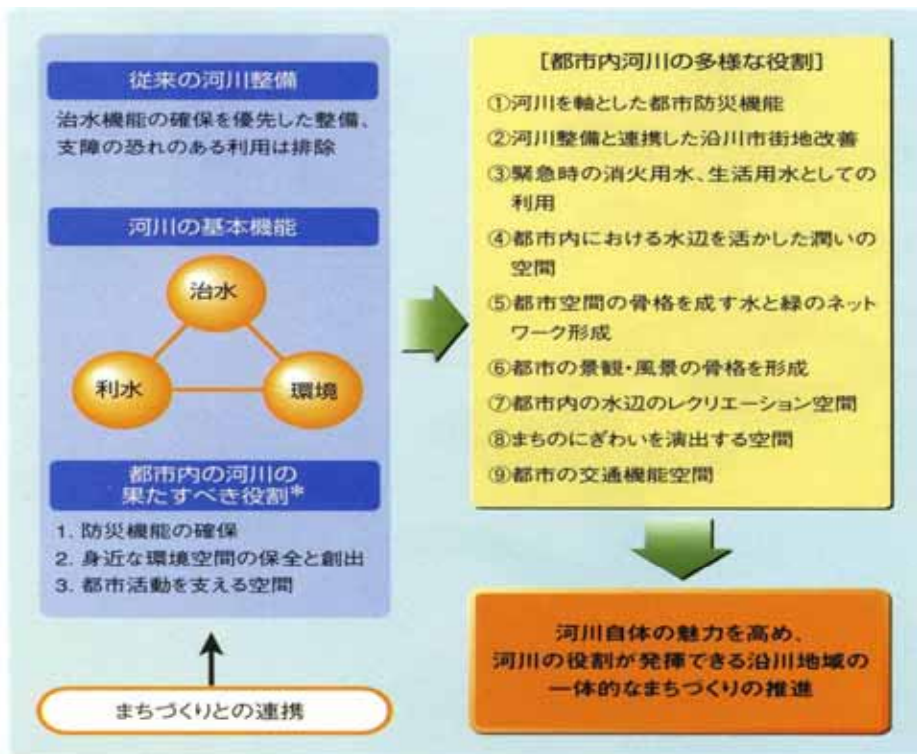 従来の河川整備
治水機能の確保を優先した整備、
支障の恐れのある利用は排除
河川の基本機能
治水
利水
環境
都市内の河川の
果たすべき役割*
1. 防災機能の確保
2. 身近な環境空間の保全と創出
3. 都市活動を支える空間
まちづくりとの連携
[都市内河川の多様な役割]
①河川を軸とした都市防災機能
②河川整備と連携した沿川市街地改善
③緊急時の消火用水、生活用水としての
利用
④都市内における水辺を活かした潤いの
空間
⑤都市空間の骨格を成す水と緑のネット
ワーク形成
⑥都市の景観・風景の骨格を形成
⑦都市内の水辺のレクリエーション空間
⑧まちのにぎわいを演出する空間
⑨都市の交通機能空間
河川自体の魅力を高め、
河川の役割が発揮できる沿川地域の
一体的なまちづくりの推進